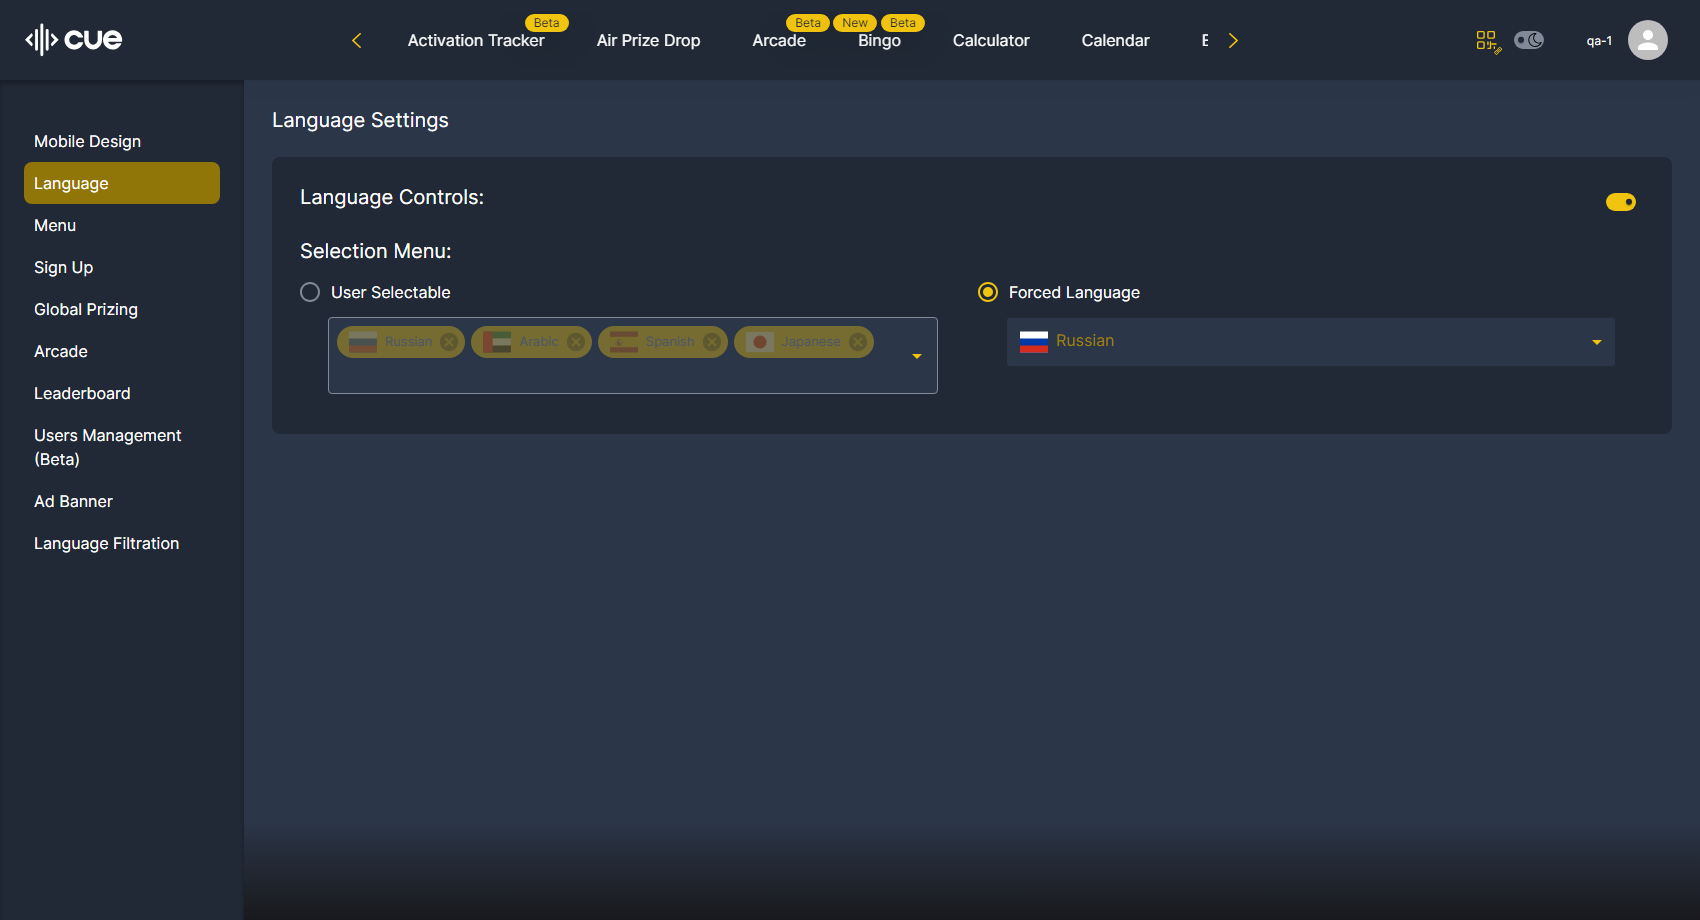 cue
Activation Tracker
Beta
Air Prize Drop
Arcade
Beta
New
Bingo
Beta
Calculator
Calendar
qa-1
Mobile Design
Language
Menu
Sign Up
Global Prizing
Arcade
Leaderboard
Users Management
(Beta)
Ad Banner
Language Filtration
Language Settings
Language Controls:
Selection Menu:
User Selectable
Russian
Arabic
Spanish
Japanese
Forced Language
Russian